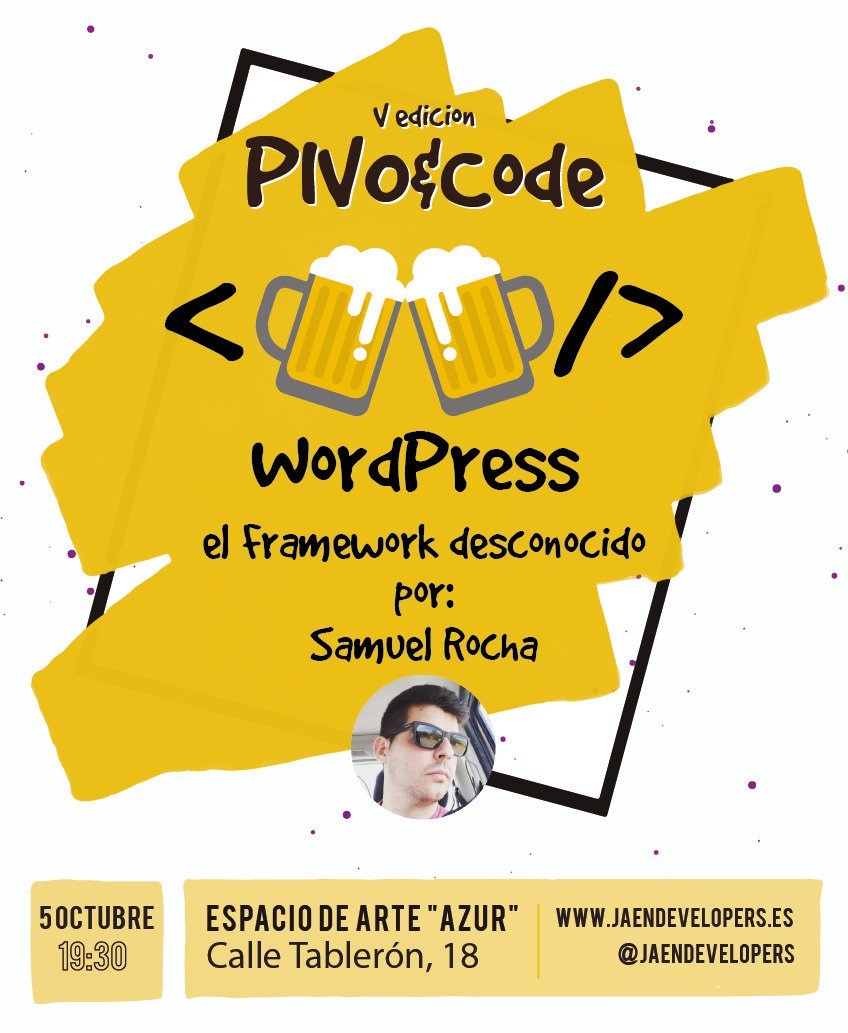 V edicion
PIVo&Code
< />
WordPress
el framework desconocido
por:
Samuel Rocha
5 OCTUBRE
19:30
ESPACIO DE ARTE "AZUR"
Calle Tablerón, 18
WWW.JAENDEVELOPERS.ES
@JAENDEVELOPERS